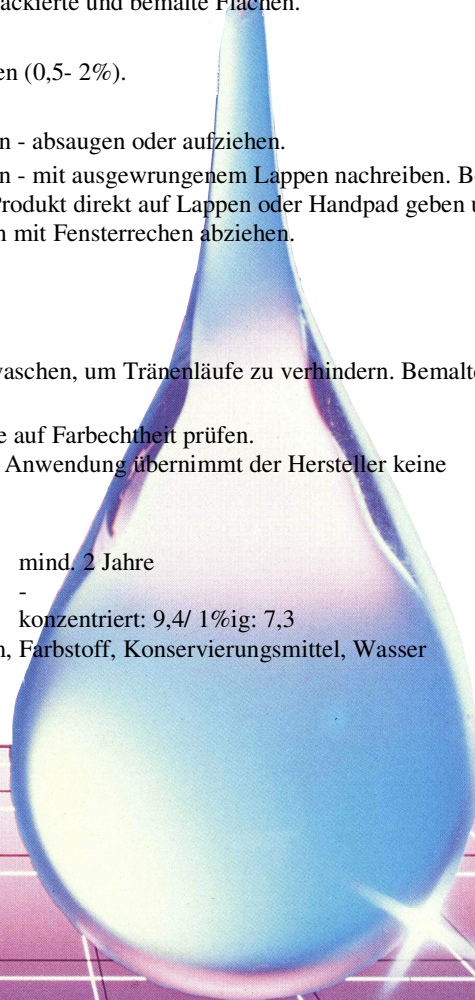 ackierte und bemalte Flächen.
en (0,5- 2%).
n - absaugen oder aufziehen.
n - mit ausgewrungenem Lappen nachreiben. B
Produkt direkt auf Lappen oder Handpad geben u
n mit Fensterrechen abziehen.
waschen, um Tränenläufe zu verhindern. Bemalte
e auf Farbechtheit prüfen.
Anwendung übernimmt der Hersteller keine
mind. 2 Jahre
-
konzentriert: 9,4/ 1%ig: 7,3
n, Farbstoff, Konservierungsmittel, Wasser